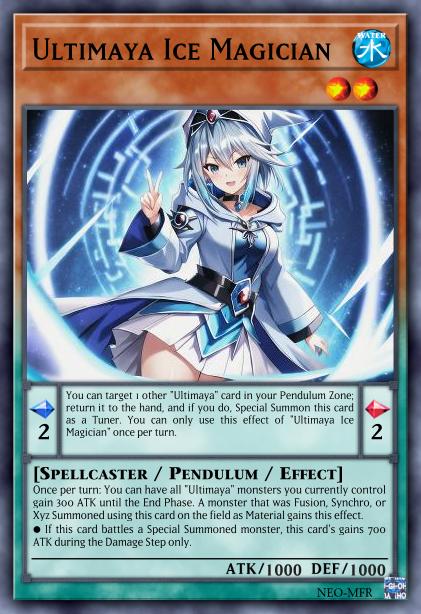 Ultimaya Ice Magician
WATER
水
You can target 1 other "Ultimaya" card in your Pendulum Zone;
return it to the hand, and if you do, Special Summon this card
as a Tuner. You can only use this effect of "Ultimaya Ice
Magician" once per turn.
2
2
[Spellcaster / Pendulum / Effect]
Once per turn: You can have all "Ultimaya" monsters you currently control
gain 300 ATK until the End Phase. A monster that was Fusion, Synchro, or
Xyz Summoned using this card on the field as Material gains this effect.
● If this card battles a Special Summoned monster, this card's gains 700
ATK during the Damage Step only.
ATK/1000 DEF/1000
NEO-MFR